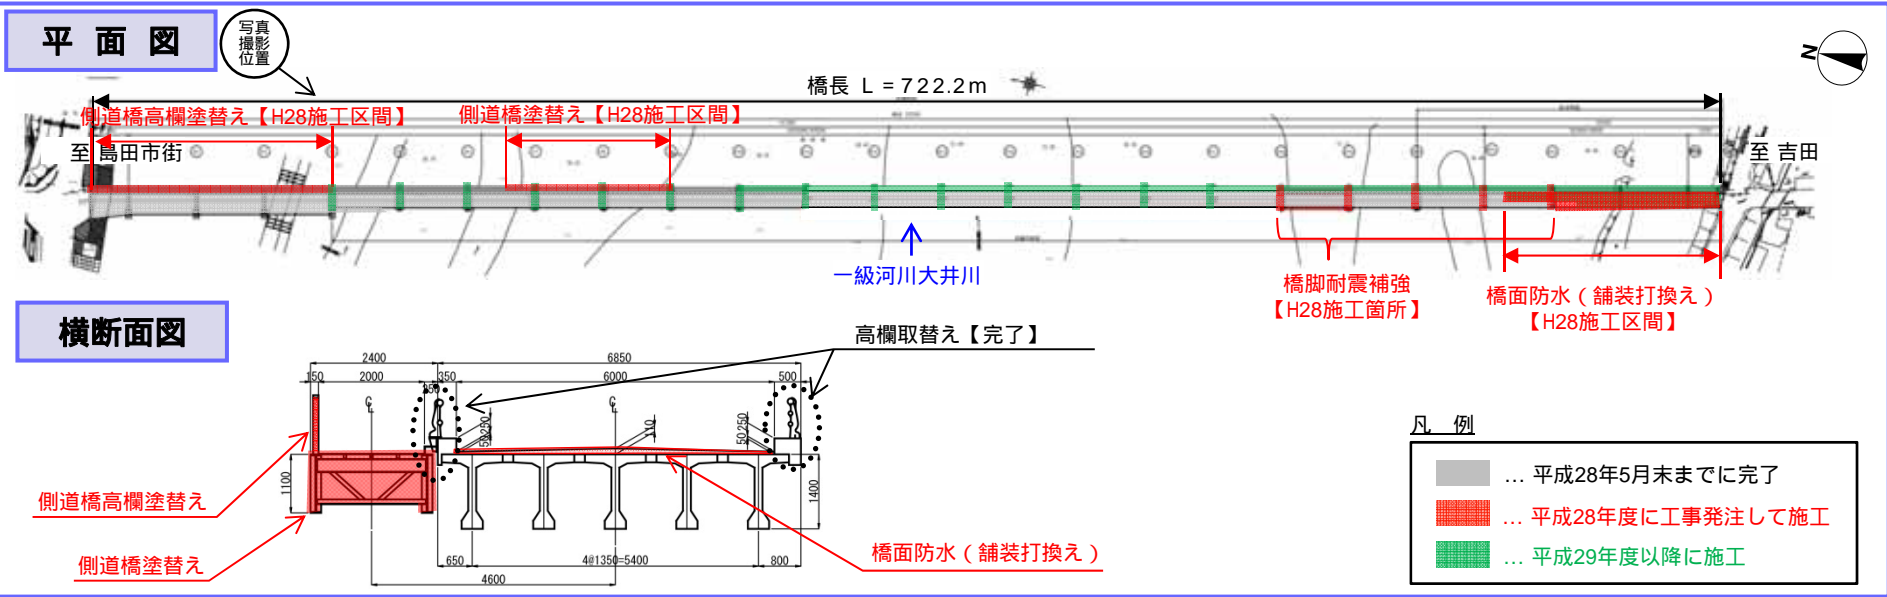 平 面 図
写真
撮影
位置
N
橋長 L =722.2m
側道橋高欄塗替え【H28施工区間】
側道橋塗替え【H28施工区間】
至 島田市街
至 吉田
一級河川大井川
橋脚耐震補強
【H28施工箇所】
橋面防水(舗装打換え)
【H28施工区間】
横断面図
高欄取替え【完了】
2400
6850
150
2000
350
6000
500
250
50
250
110
50
250
1100
1400
側道橋高欄塗替え
側道橋塗替え
650
4@1350=5400
800
4600
橋面防水(舗装打換え)
凡 例
… 平成28年5月末までに完了
… 平成28年度に工事発注して施工
… 平成29年度以降に施工